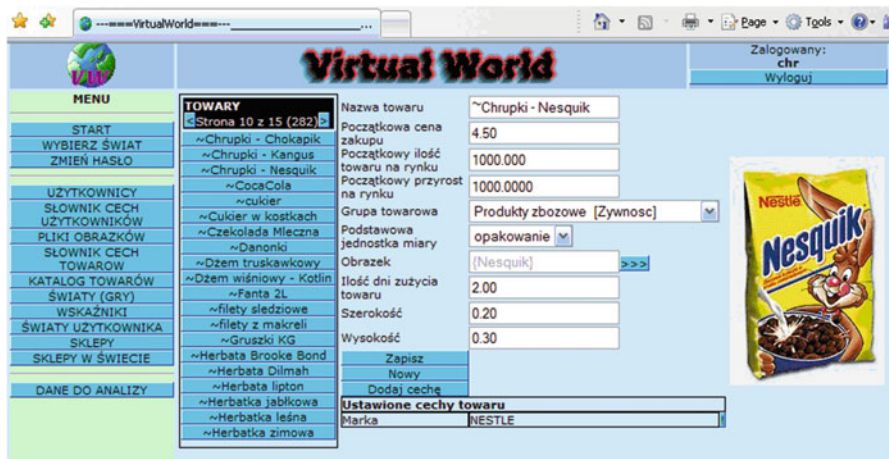 ---===VirtualWorld===---
...
Page
Tools
VW
Virtual World
Zalogowany:
chr
Wyloguj
MENU
START
WYBIERZ ŚWIAT
ZMIEŃ HASŁO
UŻYTKOWNICY
SŁOWNIK CECH
UŻYTKOWNIKÓW
PLIKI OBRAZKÓW
SŁOWNIK CECH
TOWAROW
KATALOG TOWARÓW
ŚWIATY (GRY)
WSKAŹNIKI
ŚWIATY UŻYTKOWNIKA
SKLEPY
SKLEPY W ŚWIECIE
DANE DO ANALIZY
TOWARY
<Strona 10 z 15 (282)>
~Chrupki - Chokapik
~Chrupki - Kangus
~Chrupki - Nesquik
~CocaCola
~cukier
~Cukier w kostkach
~Czekolada Mleczna
~Danonki
~Dżem truskawkowy
~Dżem wiśniowy - Kotlin
~Fanta 2L
~filety sledziowe
~filety z makreli
~Gruszki KG
~Herbata Brooke Bond
~Herbata Dilmah
~Herbata lipton
~Herbatka jabłkowa
~Herbatka leśna
~Herbatka zimowa
Nazwa towaru ~Chrupki - Nesquik
Początkowa cena
zakupu 4.50
Początkowy ilość
towaru na rynku 1000.000
Początkowy przyrost
na rynku 1000.0000
Grupa towarowa Produkty zbozowe [Zywnosc]
Podstawowa
jednostka miary opakowanie
Obrazek {Nesquik} >>>
Ilość dni zużycia
towaru 2.00
Szerokość 0.20
Wysokość 0.30
Zapisz
Nowy
Dodaj cechę
Ustawione cechy towaru
Marka NESTLE
Nestlé
Nesquik